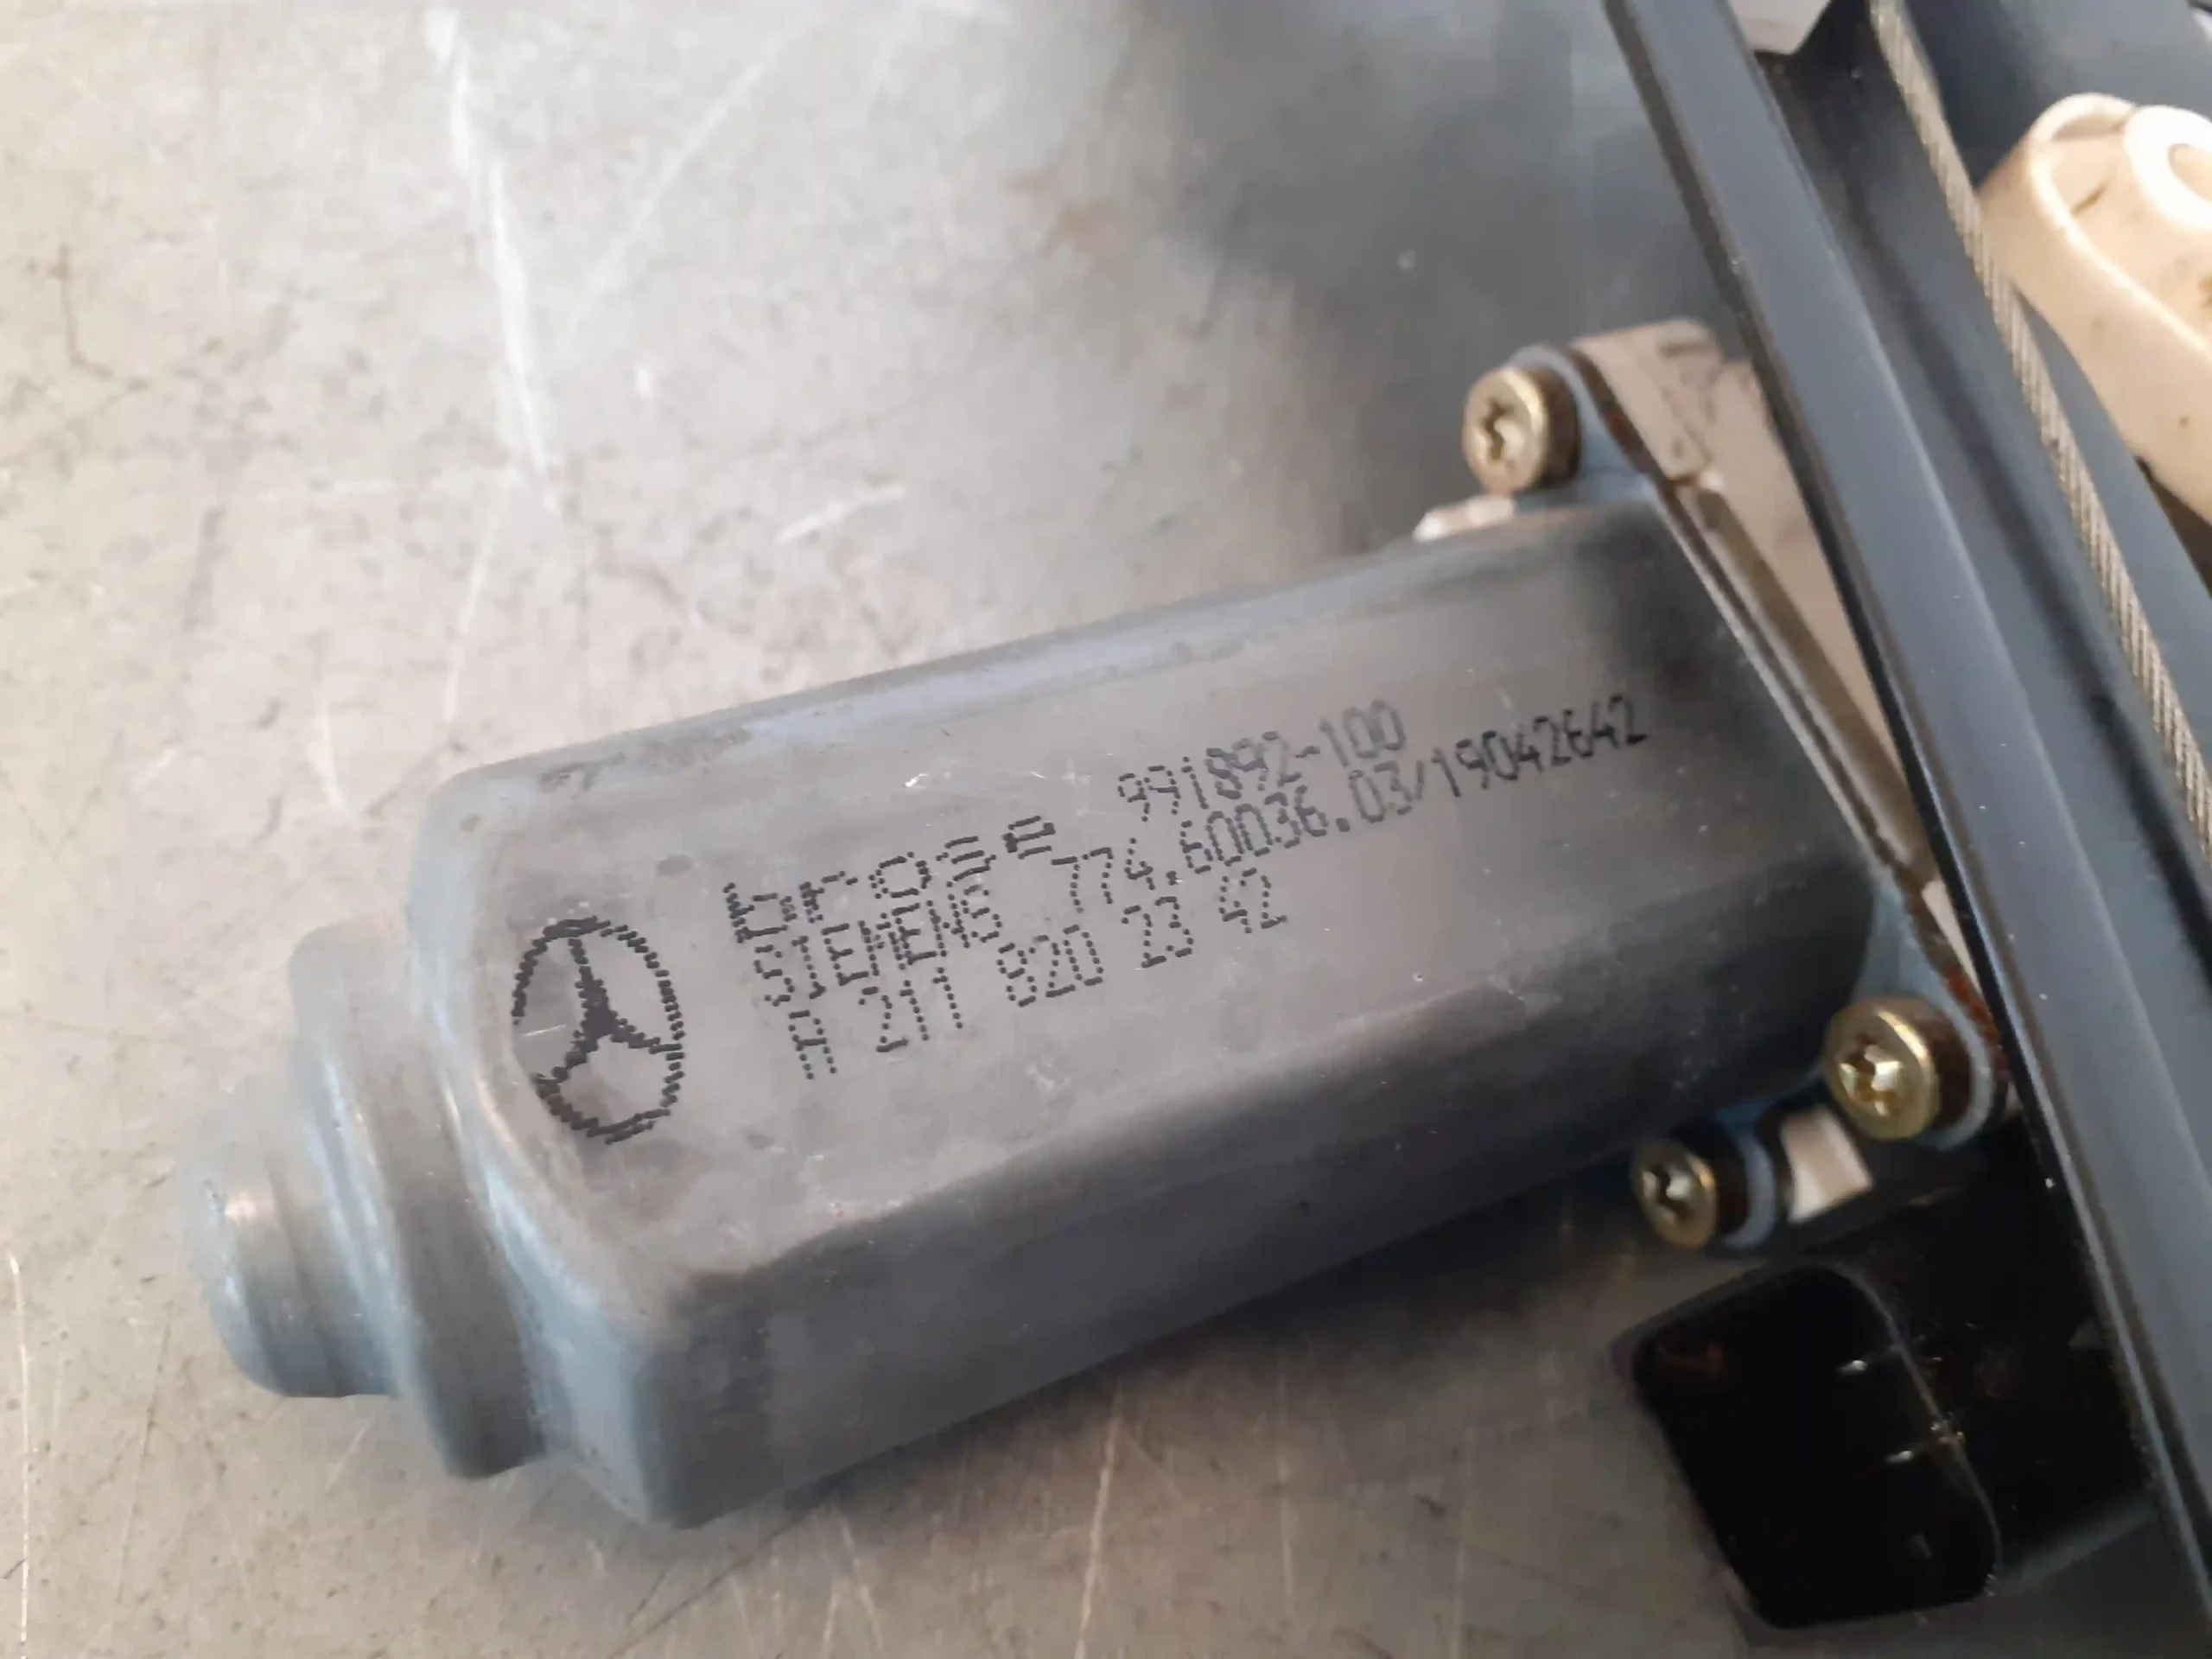 BROSE 991892-100
SIEMENS 774.60036.03/19042642
A 211 820 23 42